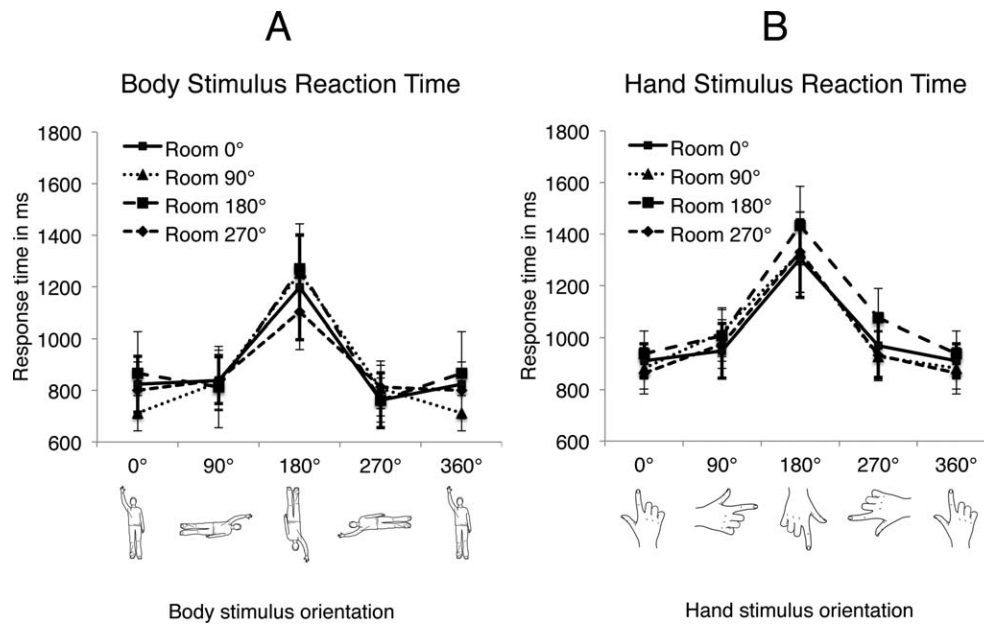 A
Body Stimulus Reaction Time
Response time in ms
1800
1600
1400
1200
1000
800
600
Room 0°
Room 90°
Room 180°
Room 270°
0° 90° 180° 270° 360°
Body stimulus orientation
B
Hand Stimulus Reaction Time
Response time in ms
1800
1600
1400
1200
1000
800
600
Room 0°
Room 90°
Room 180°
Room 270°
0° 90° 180° 270° 360°
Hand stimulus orientation